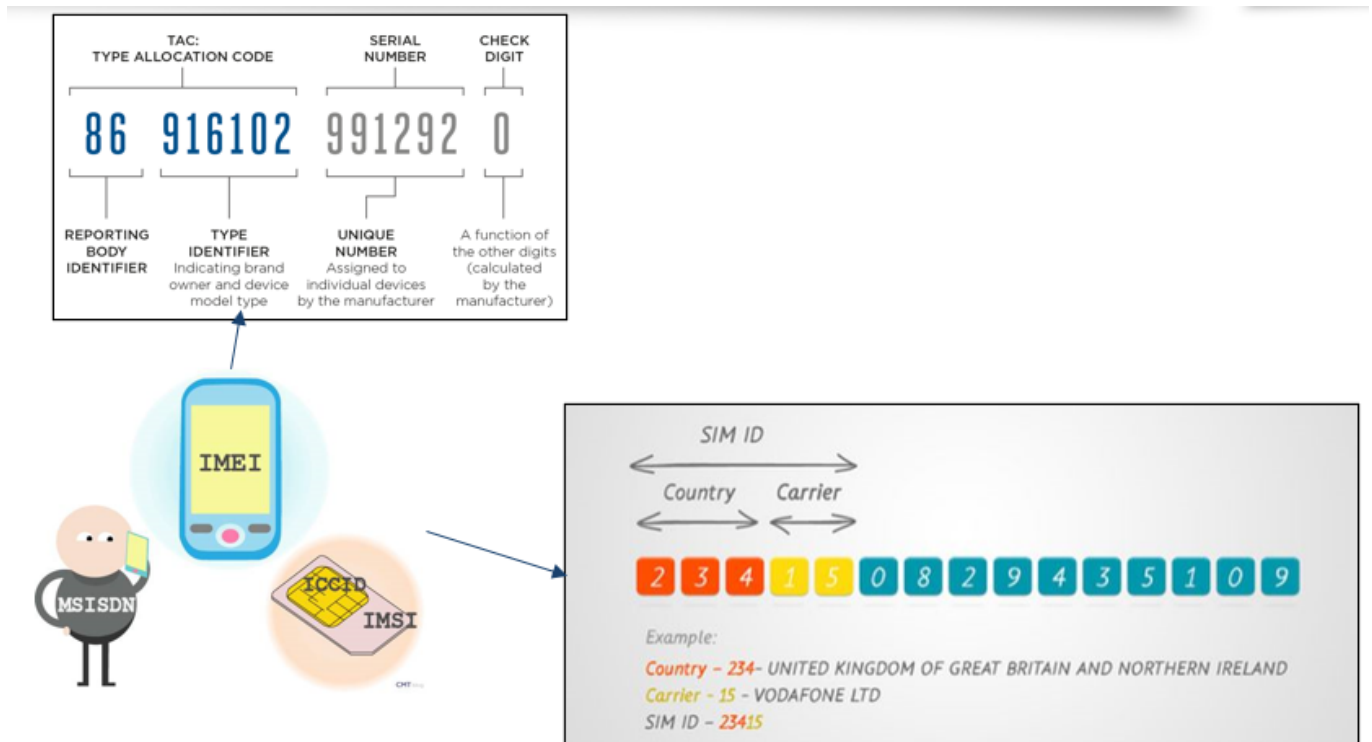 TAC:
TYPE ALLOCATION CODE
SERIAL
NUMBER
CHECK
DIGIT
86 916102 991292 0
REPORTING
BODY
IDENTIFIER
TYPE
IDENTIFIER
Indicating brand
owner and device
model type
UNIQUE
NUMBER
Assigned to
individual devices
by the manufacturer
A function of
the other digits
(calculated
by the
manufacturer)
IMEI
MSISDN
ICCID
IMSI
CMT
SIM ID
Country Carrier
2 3 4 1 5 0 8 2 9 4 3 5 1 0 9
Example:
Country – 234- UNITED KINGDOM OF GREAT BRITAIN AND NORTHERN IRELAND
Carrier - 15 - VODAFONE LTD
SIM ID – 23415